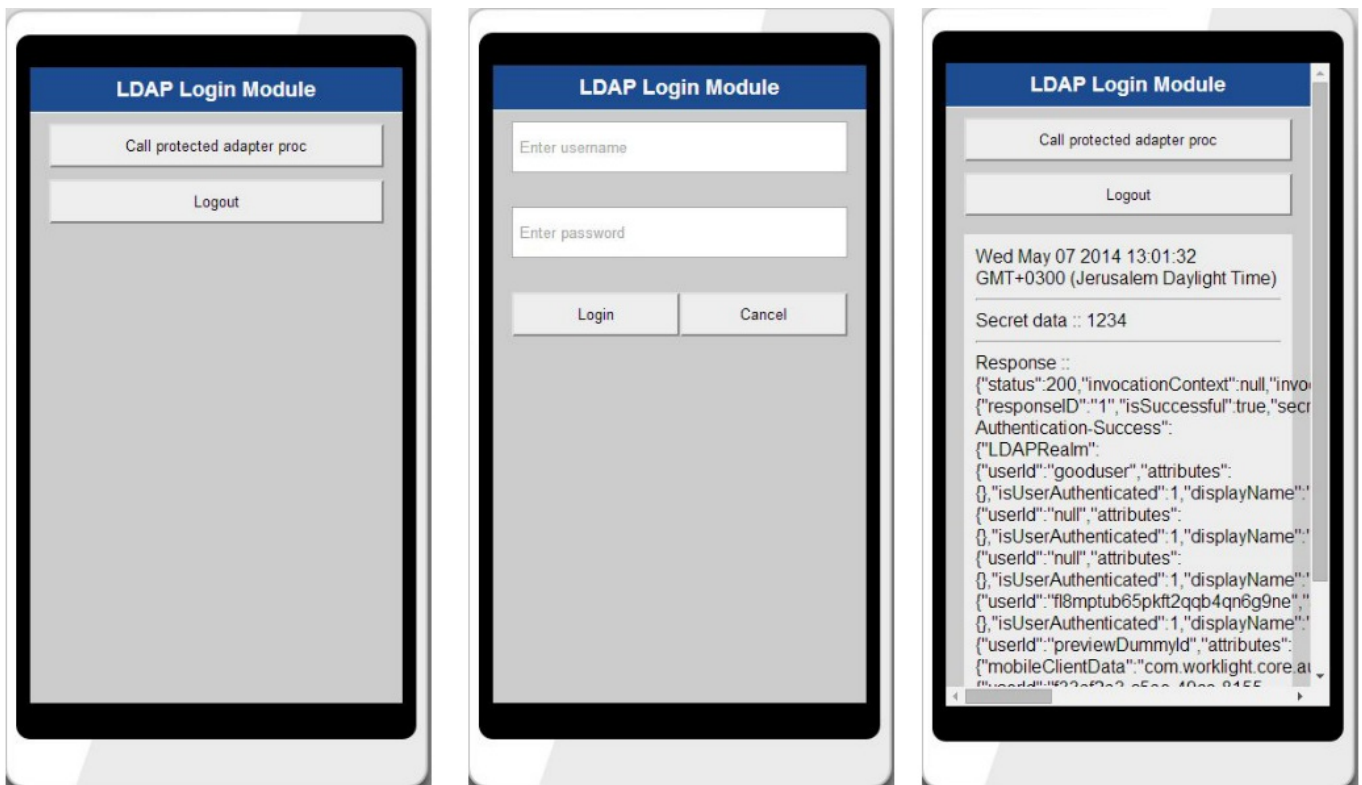 LDAP Login Module
Call protected adapter proc
Logout
LDAP Login Module
Enter username
Enter password
Login
Cancel
LDAP Login Module
Call protected adapter proc
Logout
Wed May 07 2014 13:01:32
GMT+0300 (Jerusalem Daylight Time)
Secret data :: 1234
Response ::
{"status":200,"invocationContext":null,"invo
{"responseID":"1","isSuccessful":true,"secr
Authentication-Success":
{"LDAPRealm":
{"userId":"gooduser","attributes":
{},"isUserAuthenticated":1,"displayName":"
{"userId":"null","attributes":
{},"isUserAuthenticated":1,"displayName":"
{"userId":"null","attributes":
{},"isUserAuthenticated":1,"displayName":"
{"userId":"fl8mptub65pkft2qqb4qn6g9ne","
{},"isUserAuthenticated":1,"displayName":"
{"userId":"previewDummyId","attributes":
{"mobileClientData":"com.worklight.core.au